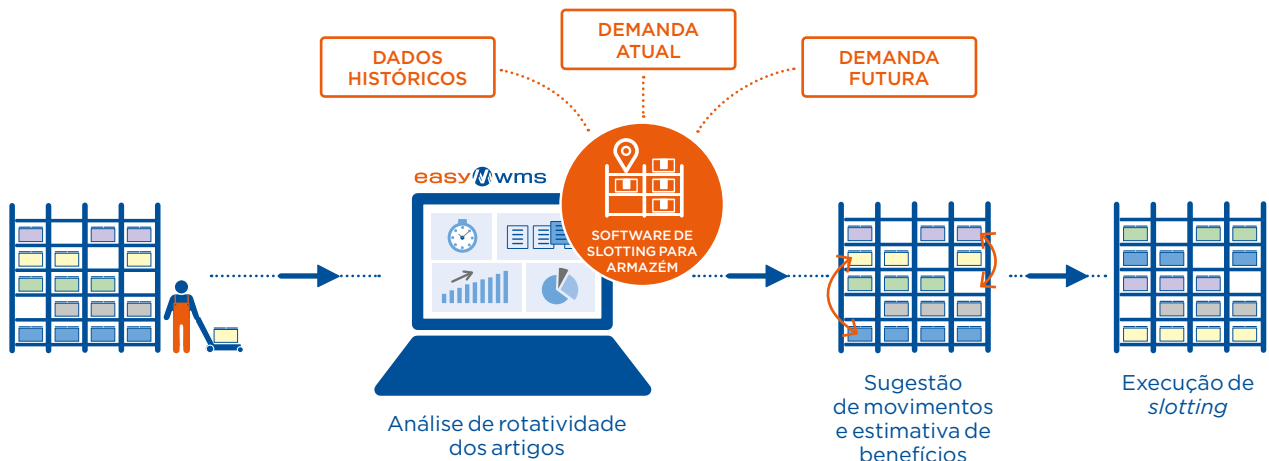 DADOS
HISTÓRICOS
DEMANDA
ATUAL
DEMANDA
FUTURA
easy wms
SOFTWARE DE
SLOTTING PARA
ARMAZÉM
Análise de rotatividade
dos artigos
Sugestão
de movimentos
e estimativa de
benefícios
Execução de
slotting